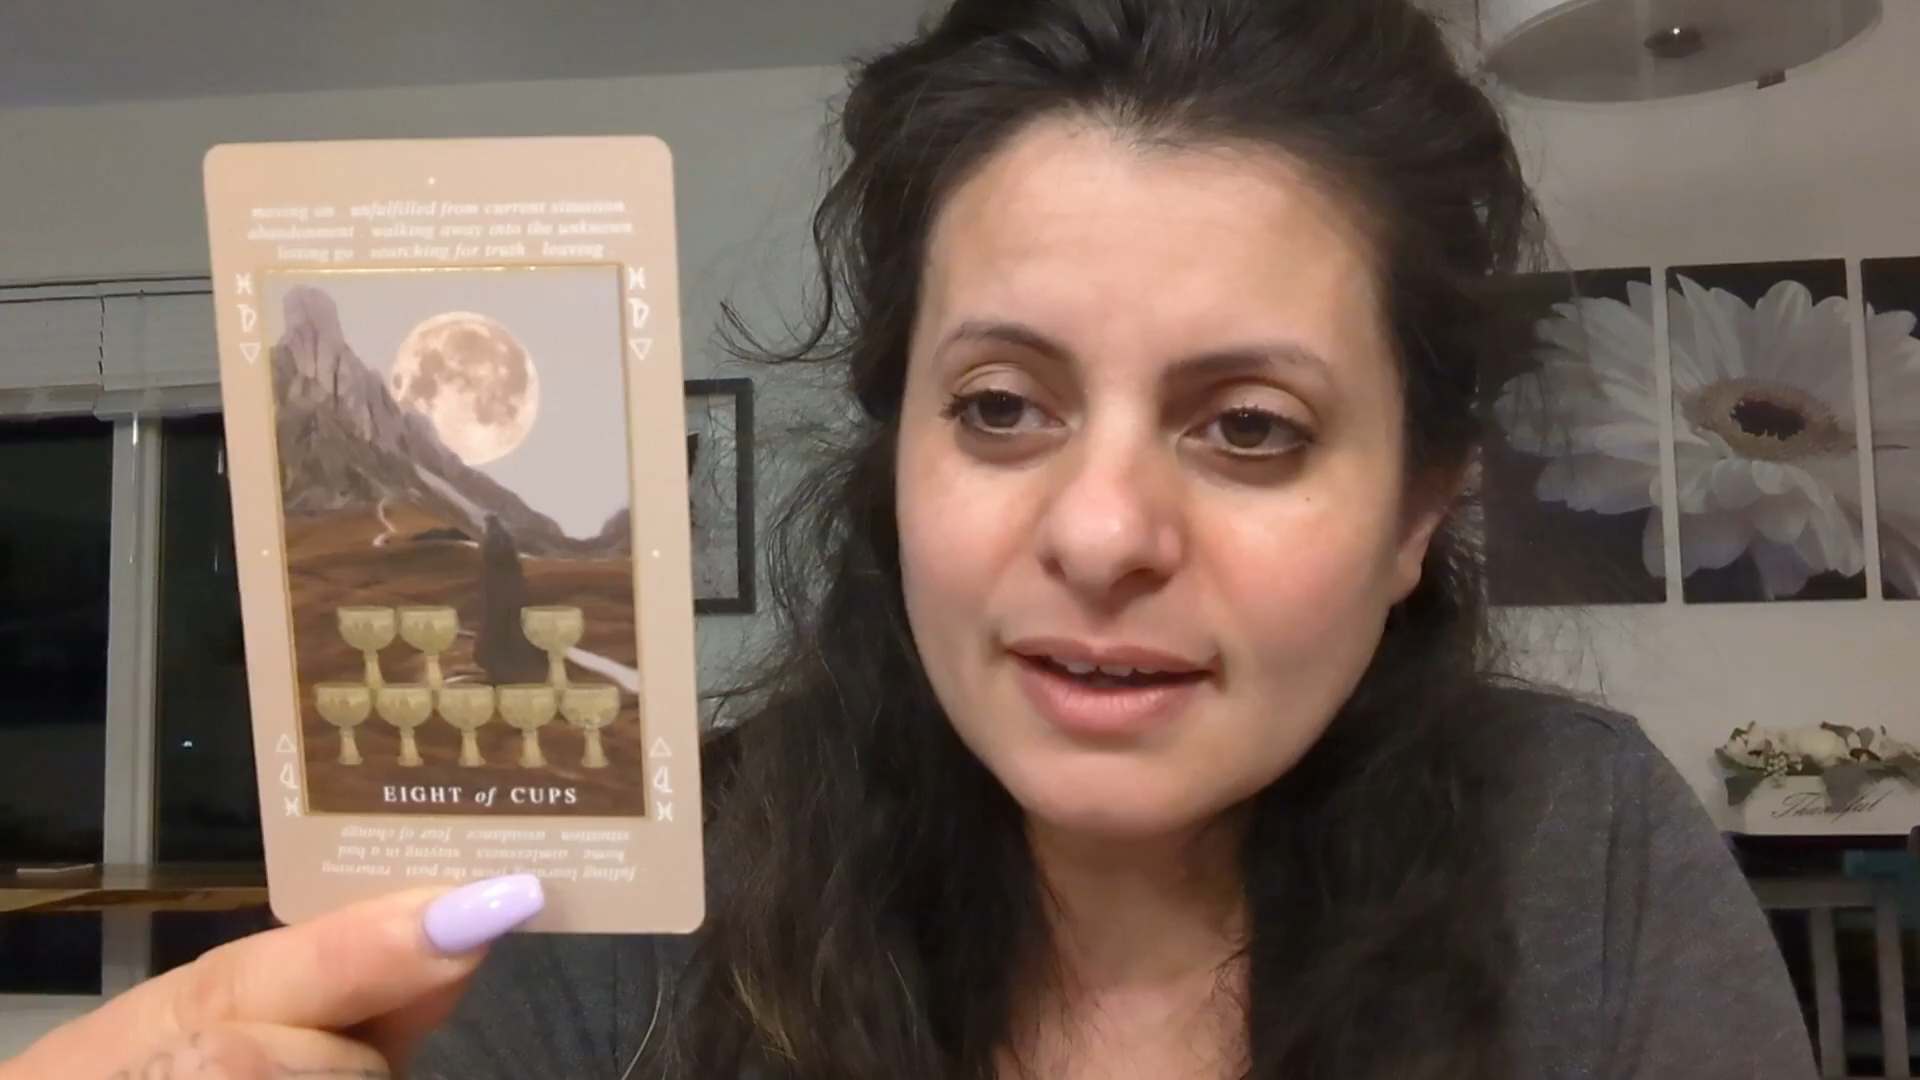 moving on unfulfilled from current situation
abandonment walking away into the unknown
letting go searching for truth leaving
EIGHT of CUPS
situation avoidance fear of change
home aimlessness staying in a bad
falling learning from the past returning
Thankful